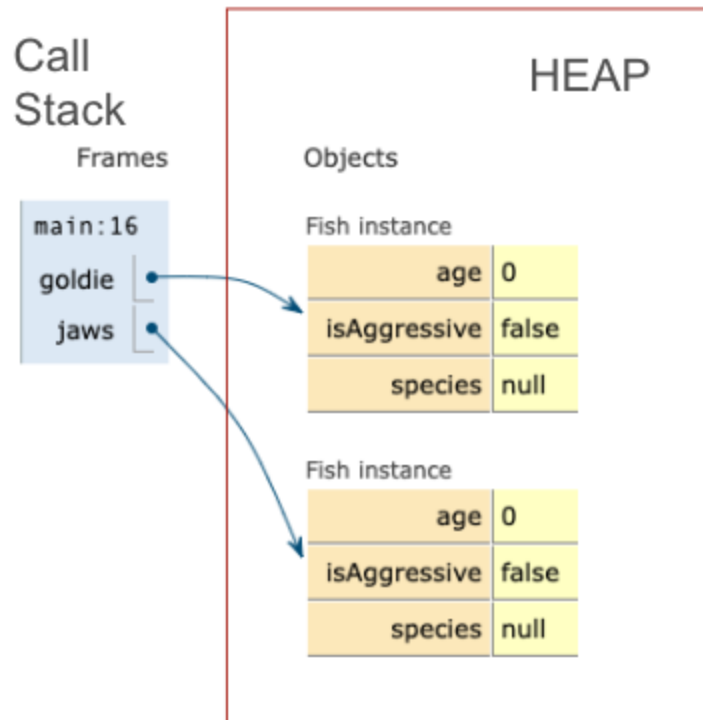 Call
Stack
HEAP
Frames
Objects
main:16
goldie
jaws
Fish instance
age 0
isAggressive false
species null
Fish instance
age 0
isAggressive false
species null